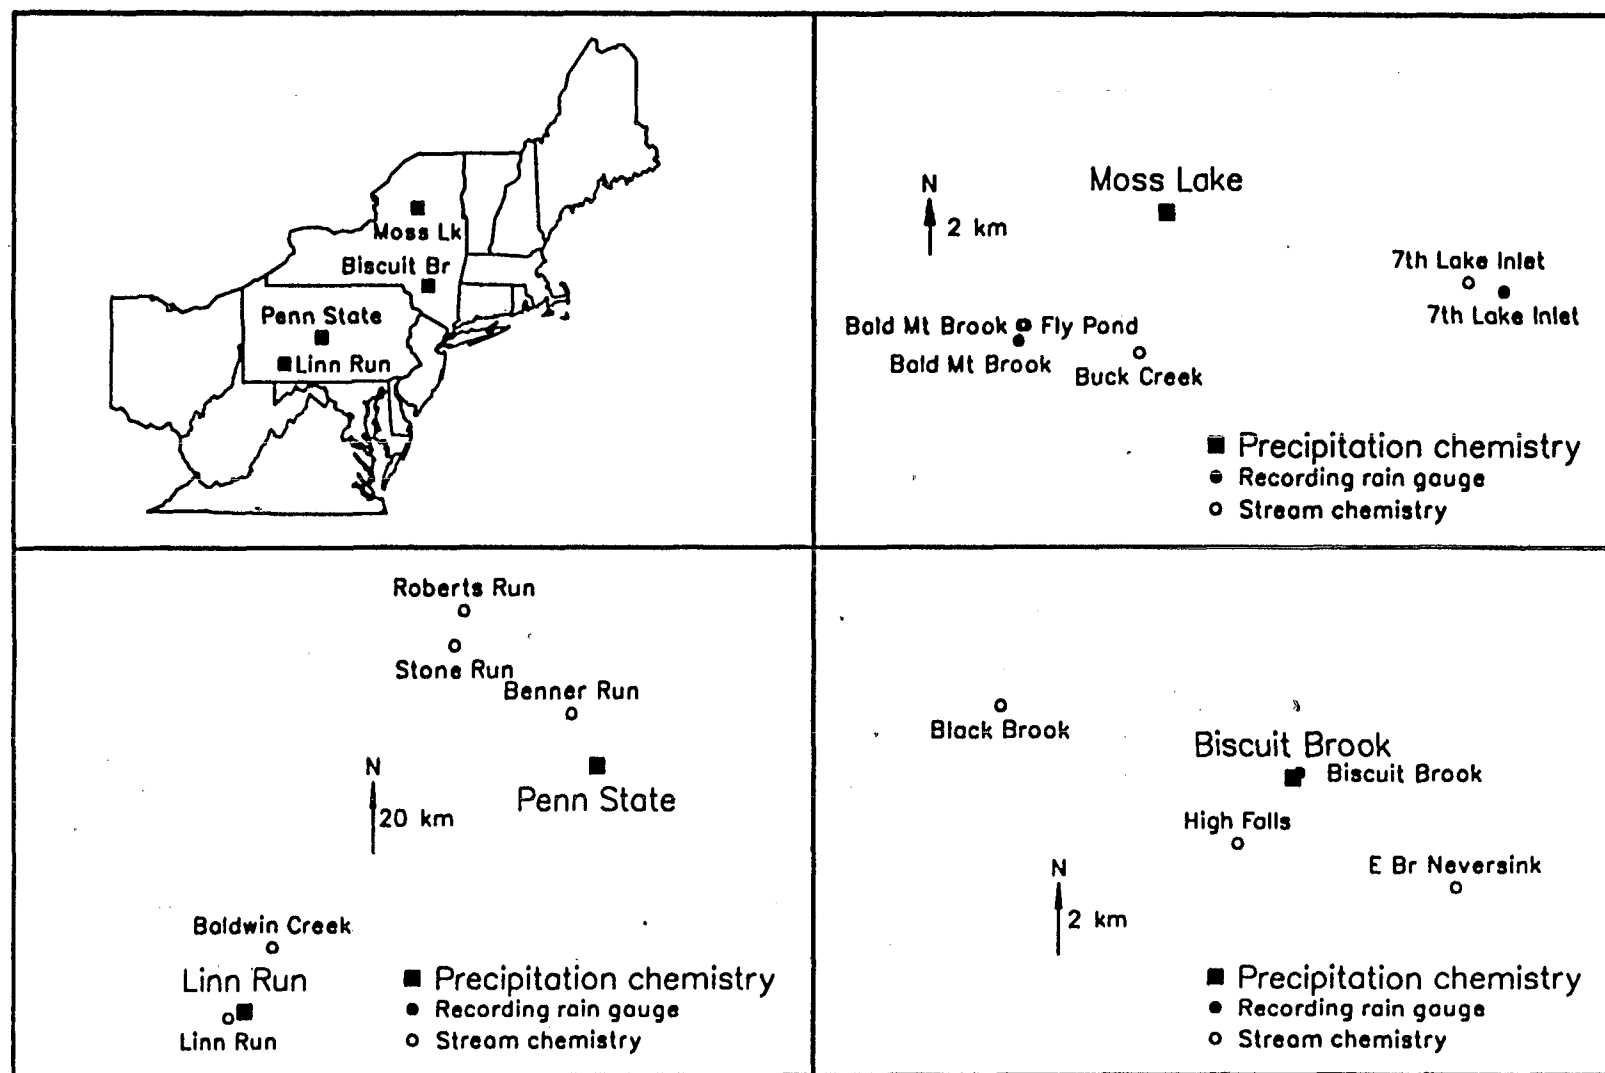 Moss Lk
Biscuit Br
Penn State
Linn Run
Moss Lake
N
2 km
7th Lake Inlet
7th Lake Inlet
Bald Mt Brook
Fly Pond
Bald Mt Brook
Buck Creek
Precipitation chemistry
Recording rain gauge
Stream chemistry
Roberts Run
Stone Run
Benner Run
N
20 km
Penn State
Baldwin Creek
Linn Run
Linn Run
Precipitation chemistry
Recording rain gauge
Stream chemistry
Black Brook
Biscuit Brook
Biscuit Brook
High Falls
E Br Neversink
N
2 km
Precipitation chemistry
Recording rain gauge
Stream chemistry